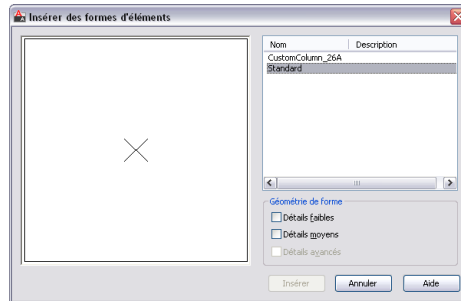 Insérer des formes d'éléments
Nom Description
CustomColumn_26A
Standard
Géométrie de forme
Détails faibles
Détails moyens
Détails avancés
Insérer Annuler Aide